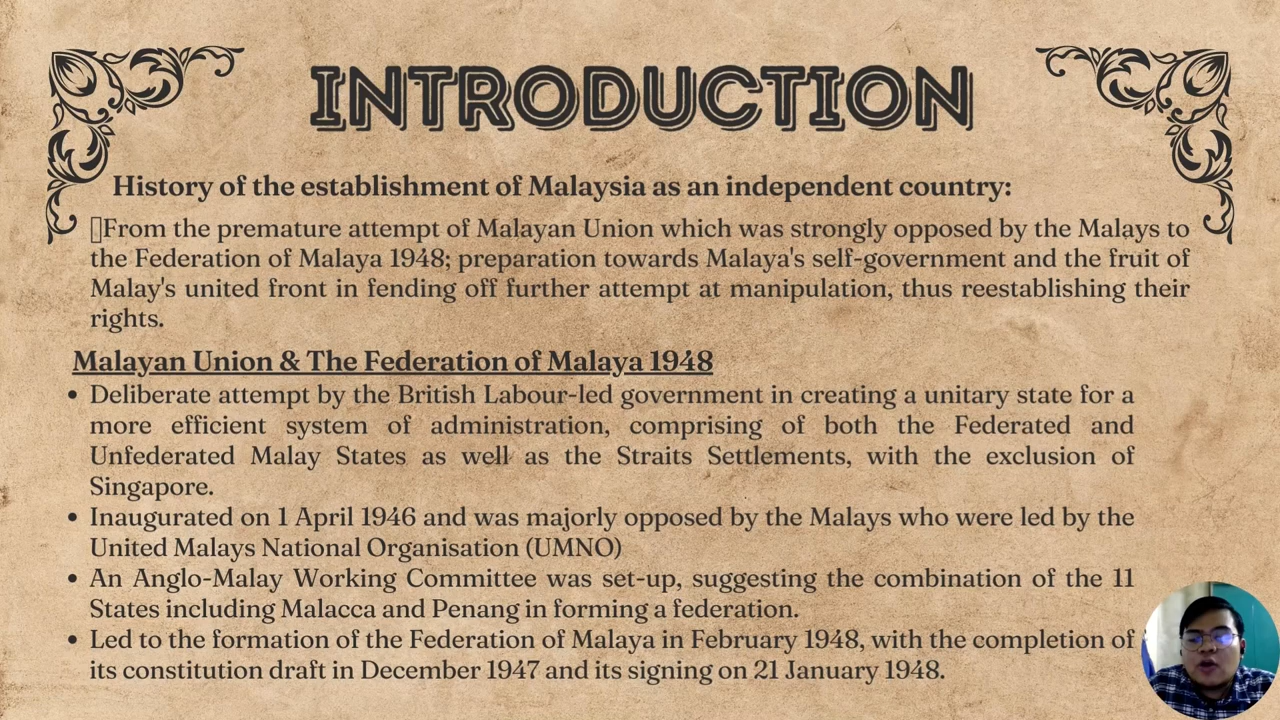 INTRODUCTION
History of the establishment of Malaysia as an independent country:
From the premature attempt of Malayan Union which was strongly opposed by the Malays to
the Federation of Malaya 1948; preparation towards Malaya's self-government and the fruit of
Malay's united front in fending off further attempt at manipulation, thus reestablishing their
rights.
Malayan Union & The Federation of Malaya 1948
• Deliberate attempt by the British Labour-led government in creating a unitary state for a
more efficient system of administration, comprising of both the Federated and
Unfederated Malay States as well as the Straits Settlements, with the exclusion of
Singapore.
• Inaugurated on 1 April 1946 and was majorly opposed by the Malays who were led by the
United Malays National Organisation (UMNO)
• An Anglo-Malay Working Committee was set-up, suggesting the combination of the 11
States including Malacca and Penang in forming a federation.
• Led to the formation of the Federation of Malaya in February 1948, with the completion of
its constitution draft in December 1947 and its signing on 21 January 1948.